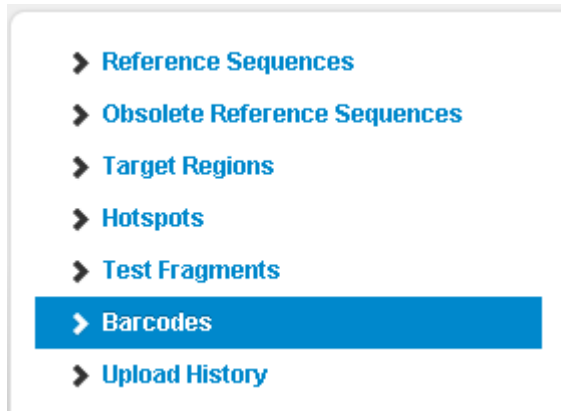 Reference Sequences
Obsolete Reference Sequences
Target Regions
Hotspots
Test Fragments
Barcodes
Upload History